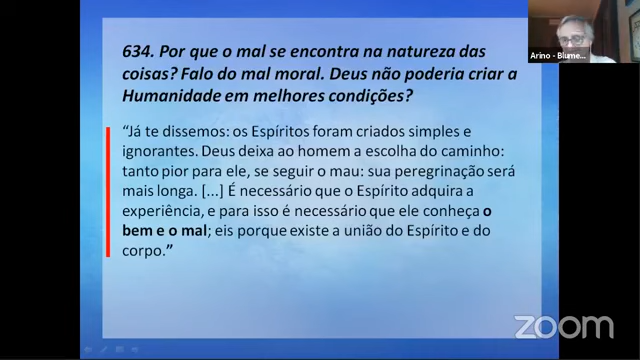 634. Por que o mal se encontra na natureza das
coisas? Falo do mal moral. Deus não poderia criar a
Humanidade em melhores condições?
“Já te dissemos: os Espíritos foram criados simples e
ignorantes. Deus deixa ao homem a escolha do caminho:
tanto pior para ele, se seguir o mau: sua peregrinação será
mais longa. [...] É necessário que o Espírito adquira a
experiência, e para isso é necessário que ele conheça o
bem e o mal; eis porque existe a união do Espírito e do
corpo.”
Arino - Blume...
zoom